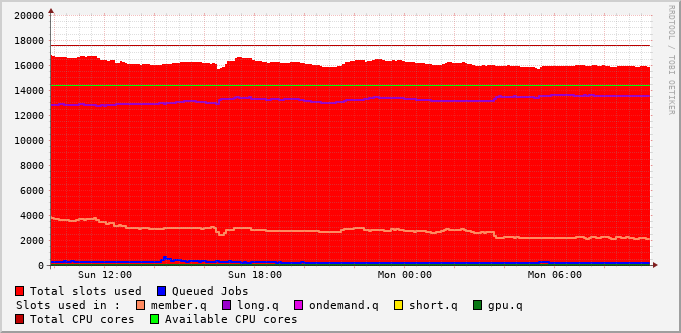 RRDTOOL / TOBI OETIKER
20000
18000
16000
14000
12000
10000
8000
6000
4000
2000
0
Sun 12:00 Sun 18:00 Mon 00:00 Mon 06:00
Total slots used Queued Jobs
Slots used in : member.q long.q ondemand.q short.q gpu.q
Total CPU cores Available CPU cores